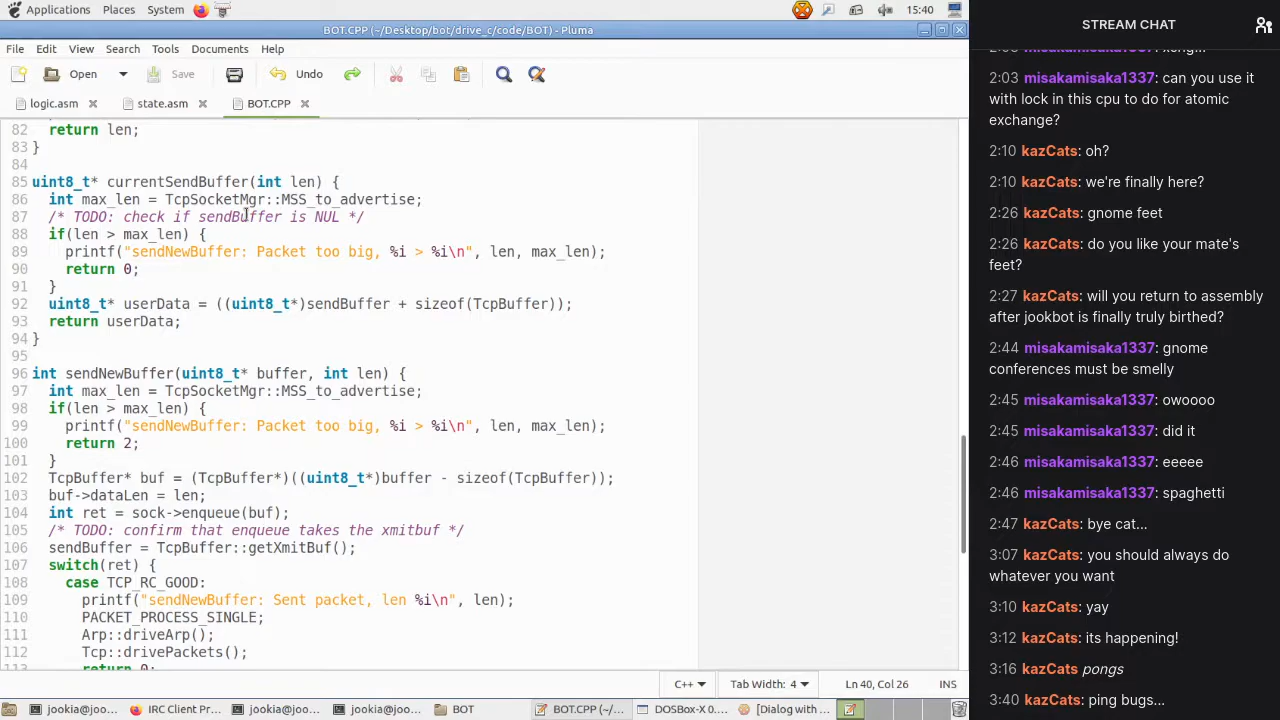 Applications Places System 15:40
BOT.CPP (~/Desktop/bot/drive_c/code/BOT) - Pluma
File Edit View Search Tools Documents Help
Open Save Undo
logic.asm state.asm BOT.CPP
82 return len;
83 }
84
85 uint8_t* currentSendBuffer(int len) {
86 int max_len = TcpSocketMgr::MSS_to_advertise;
87 /* TODO: check if sendBuffer is NUL */
88 if(len > max_len) {
89 printf("sendNewBuffer: Packet too big, %i > %i\n", len, max_len);
90 return 0;
91 }
92 uint8_t* userData = ((uint8_t*)sendBuffer + sizeof(TcpBuffer));
93 return userData;
94 }
95
96 int sendNewBuffer(uint8_t* buffer, int len) {
97 int max_len = TcpSocketMgr::MSS_to_advertise;
98 if(len > max_len) {
99 printf("sendNewBuffer: Packet too big, %i > %i\n", len, max_len);
100 return 2;
101 }
102 TcpBuffer* buf = (TcpBuffer*)((uint8_t*)buffer - sizeof(TcpBuffer));
103 buf->dataLen = len;
104 int ret = sock->enqueue(buf);
105 /* TODO: confirm that enqueue takes the xmitbuf */
106 sendBuffer = TcpBuffer::getXmitBuf();
107 switch(ret) {
108 case TCP_RC_GOOD:
109 printf("sendNewBuffer: Sent packet, len %i\n", len);
110 PACKET_PROCESS_SINGLE;
111 Arp::driveArp();
112 Tcp::drivePackets();
113 return 0;
C++ Tab Width: 4 Ln 40, Col 26 INS
jookia@joo... IRC Client Pr... jookia@joo... jookia@joo... BOT BOT.CPP (~/... DOSBox-X 0.... [Dialog with ...
STREAM CHAT
2:03 misakamisaka1337: can you use it
with lock in this cpu to do for atomic
exchange?
2:10 kazCats: oh?
2:10 kazCats: we're finally here?
2:26 kazCats: gnome feet
2:26 kazCats: do you like your mate's
feet?
2:27 kazCats: will you return to assembly
after jookbot is finally truly birthed?
2:44 misakamisaka1337: gnome
conferences must be smelly
2:45 misakamisaka1337: owoooo
2:45 misakamisaka1337: did it
2:46 misakamisaka1337: eeeee
2:46 misakamisaka1337: spaghetti
2:47 kazCats: bye cat...
3:07 kazCats: you should always do
whatever you want
3:10 kazCats: yay
3:12 kazCats: its happening!
3:16 kazCats pongs
3:40 kazCats: ping bugs...